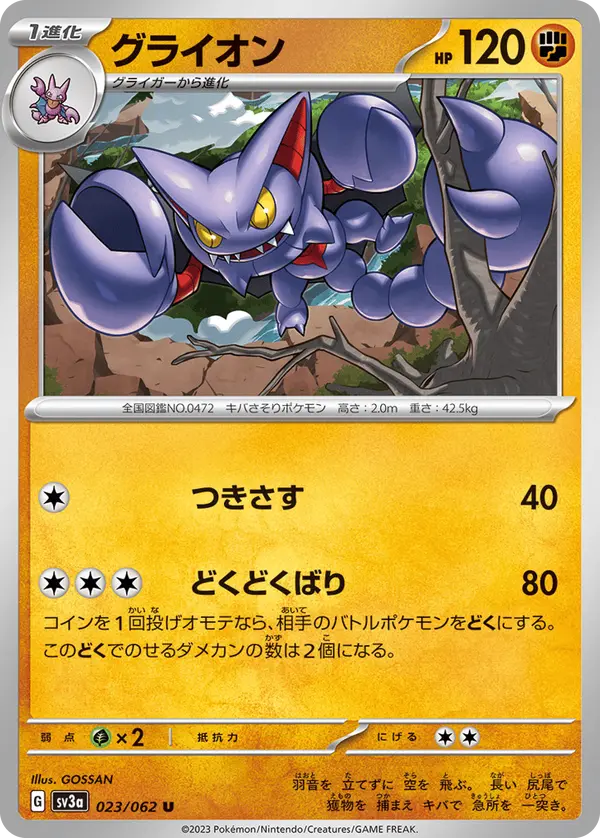 1進化
グライオン
HP 120
グライガーから進化
全国図鑑NO.0472 キバさそりポケモン 高さ:2.0m 重さ:42.5kg
つきさす 40
どくどくばり 80
コインを1回投げオモテなら、相手のバトルポケモンをどくにする。
このどくでのせるダメカンの数は2個になる。
弱点 ×2 抵抗力 にげる
Illus. GOSSAN
羽音を 立てずに 空を 飛ぶ。 長い 尻尾で
G sv3a 023/062 U
獲物を 捕まえ キバで 急所を 一突き。
©2023 Pokémon/Nintendo/Creatures/GAME FREAK.